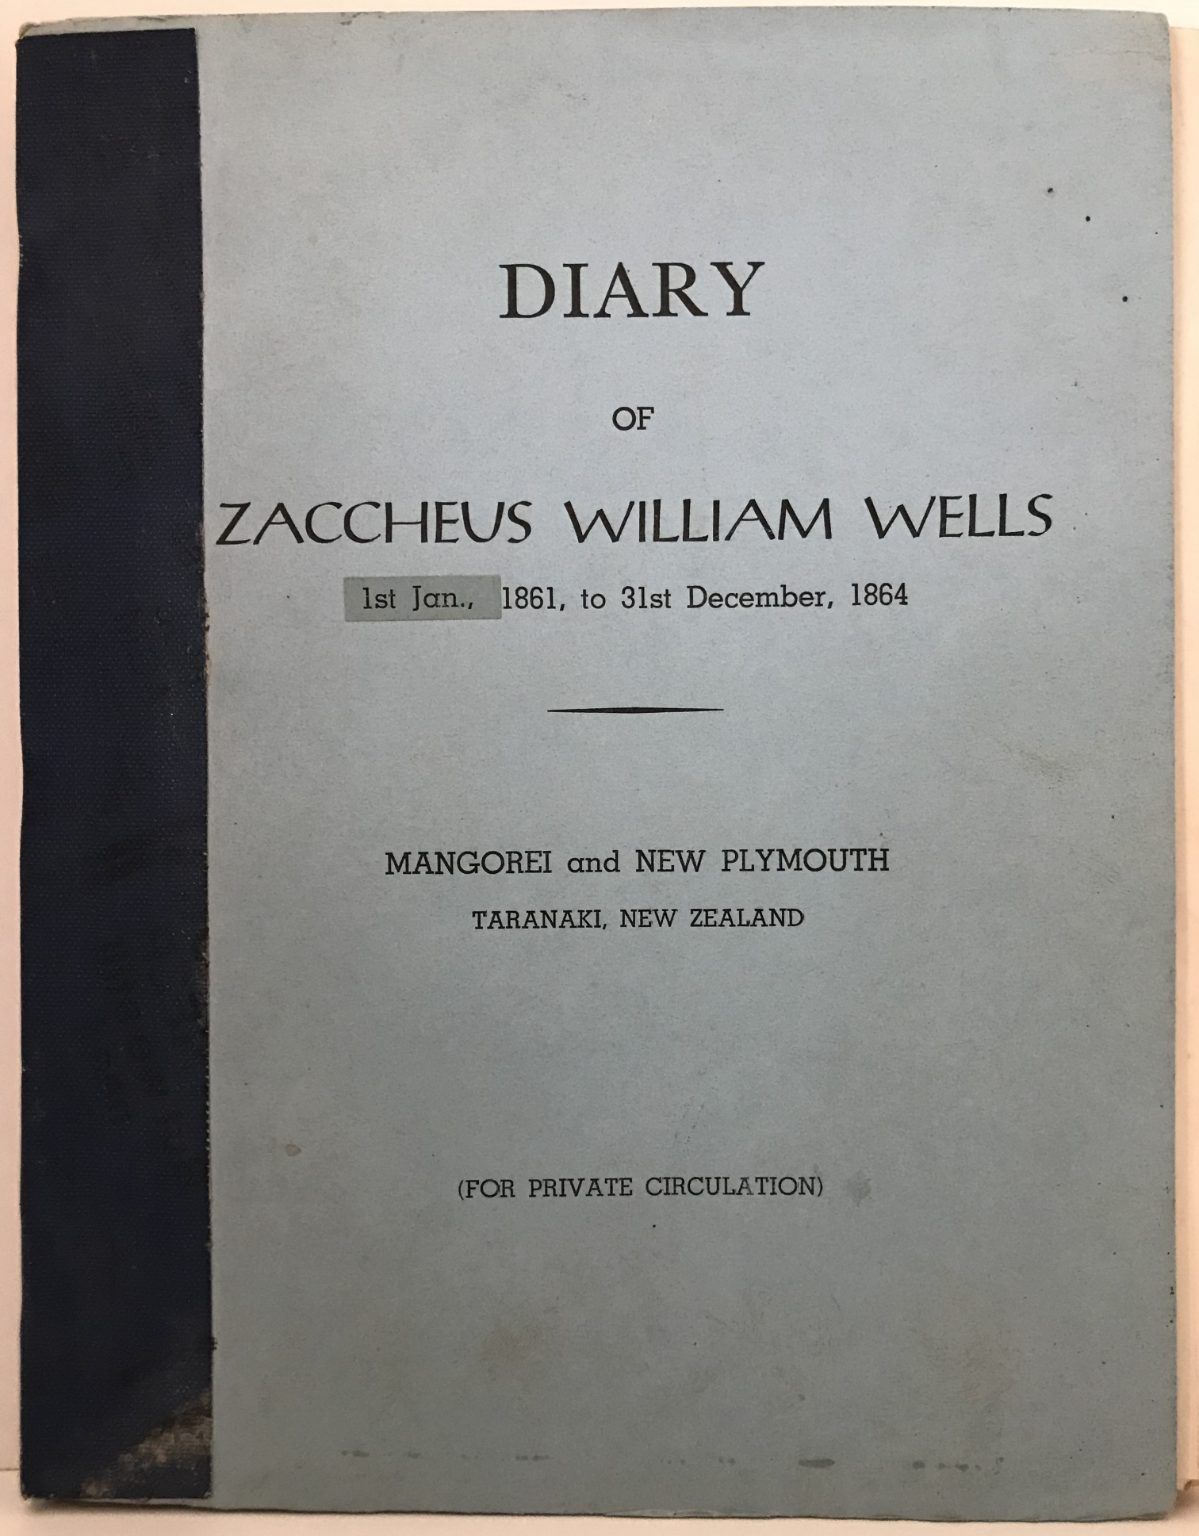 DIARY
OF
ZACCHEUS WILLIAM WELLS
1st Jan., 1861, to 31st December, 1864
MANGOREI and NEW PLYMOUTH
TARANAKI, NEW ZEALAND
(FOR PRIVATE CIRCULATION)